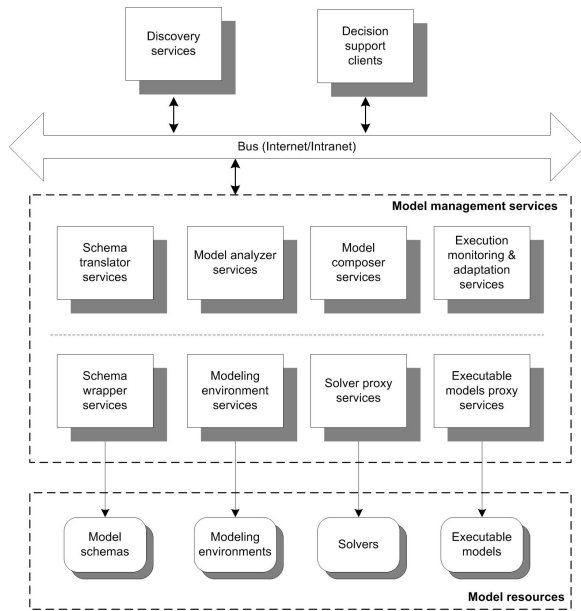 Discovery
services
Decision
support
clients
Bus (Internet/Intranet)
Model management services
Schema
translator
services
Model analyzer
services
Model
composer
services
Execution
monitoring &
adaptation
services
Schema
wrapper
services
Modeling
environment
services
Solver proxy
services
Executable
models proxy
services
Model
schemas
Modeling
environments
Solvers
Executable
models
Model resources